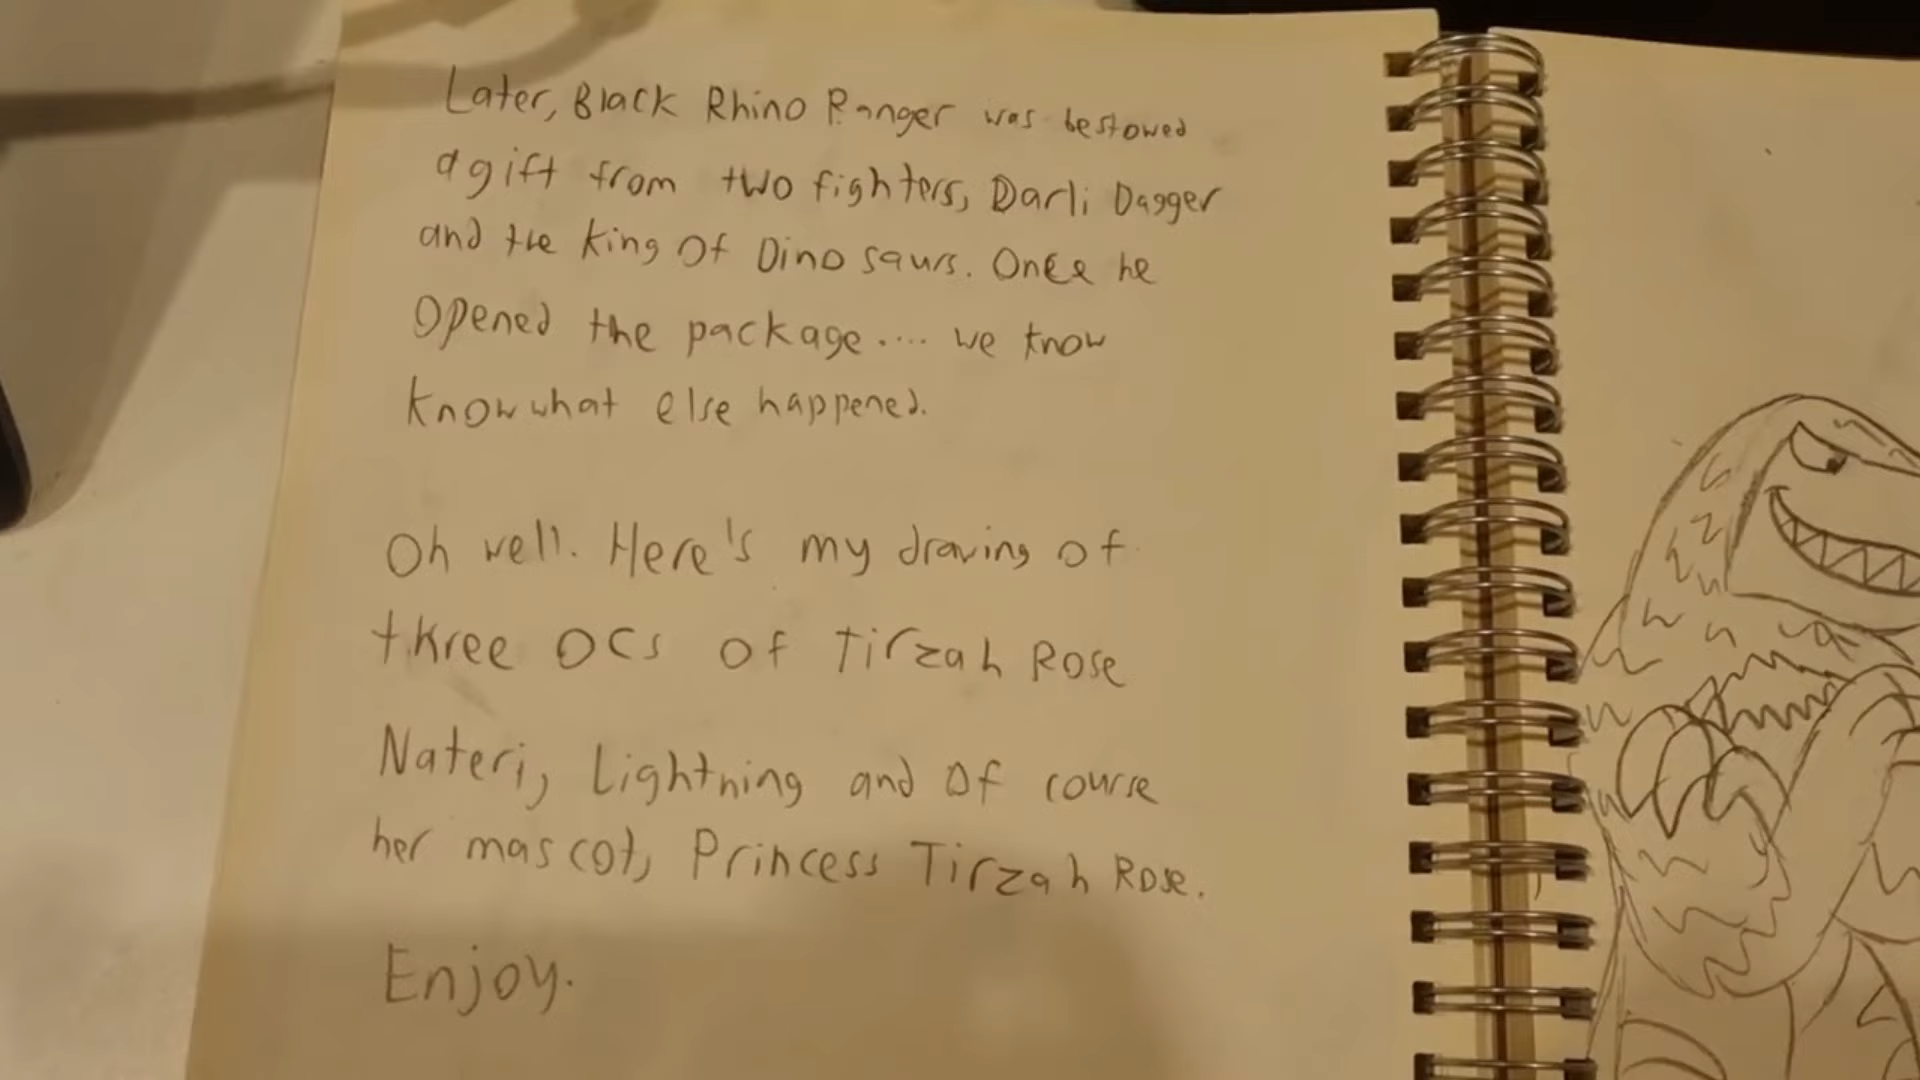 Later, Black Rhino Ranger was bestowed
a gift from two fighters, Darli Dagger
and the King Of Dinosaurs. Once he
Opened the package.... we know
know what else happened.
Oh well. Here's my drawing of
three OCs of Tirzah Rose
Nateri, Lightning and Of course
her mascot, Princess Tirzah Rose.
Enjoy.